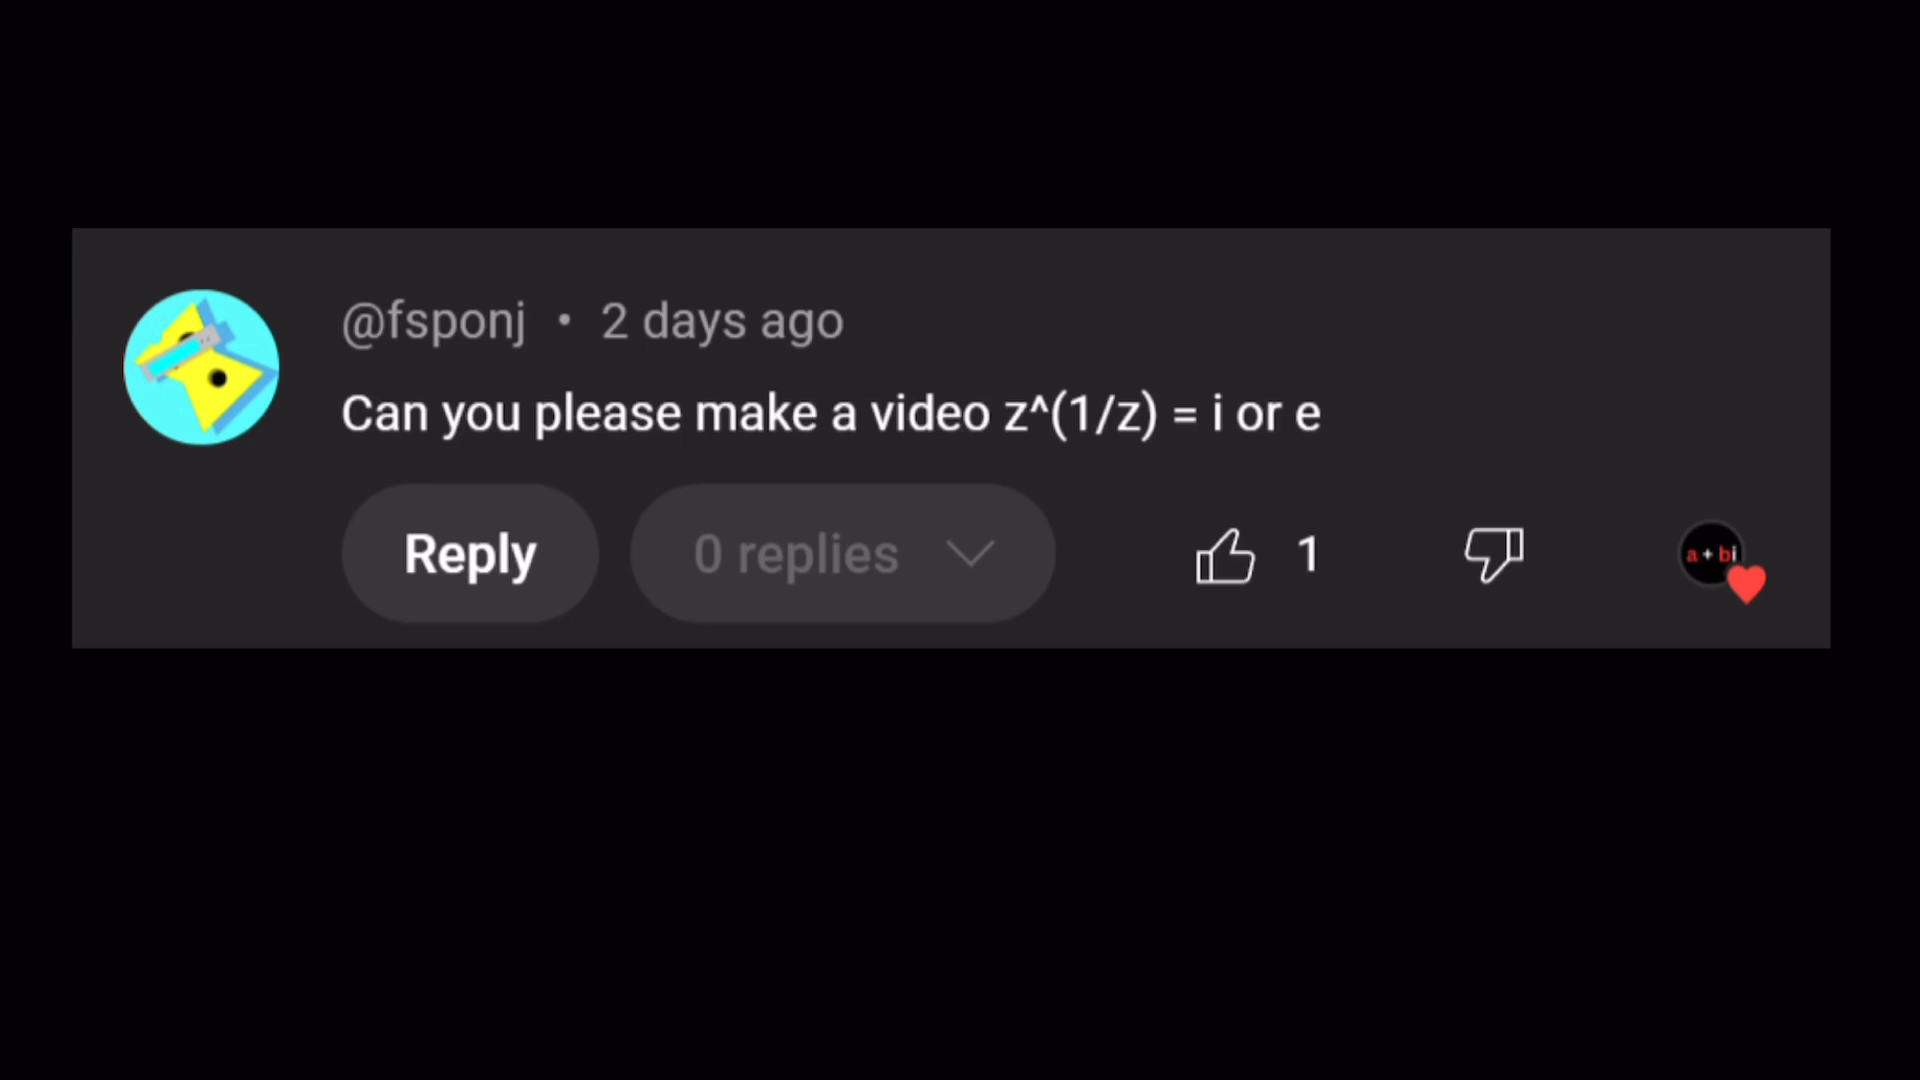 @fsponj • 2 days ago
Can you please make a video z^(1/z) = i or e
Reply 0 replies 1 a + bi